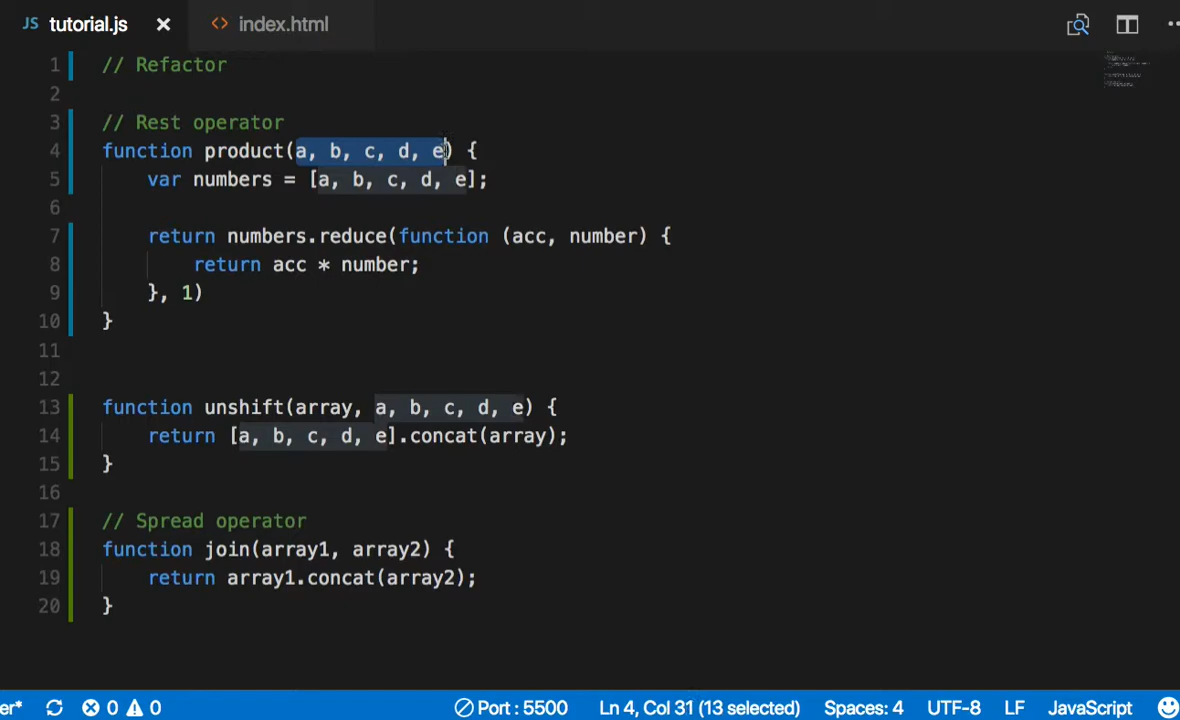 JS tutorial.js × <> index.html
1 // Refactor
2
3 // Rest operator
4 function product(a, b, c, d, e) {
5 var numbers = [a, b, c, d, e];
6
7 return numbers.reduce(function (acc, number) {
8 return acc * number;
9 }, 1)
10 }
11
12
13 function unshift(array, a, b, c, d, e) {
14 return [a, b, c, d, e].concat(array);
15 }
16
17 // Spread operator
18 function join(array1, array2) {
19 return array1.concat(array2);
20 }
er* 0 0 Port : 5500 Ln 4, Col 31 (13 selected) Spaces: 4 UTF-8 LF JavaScript